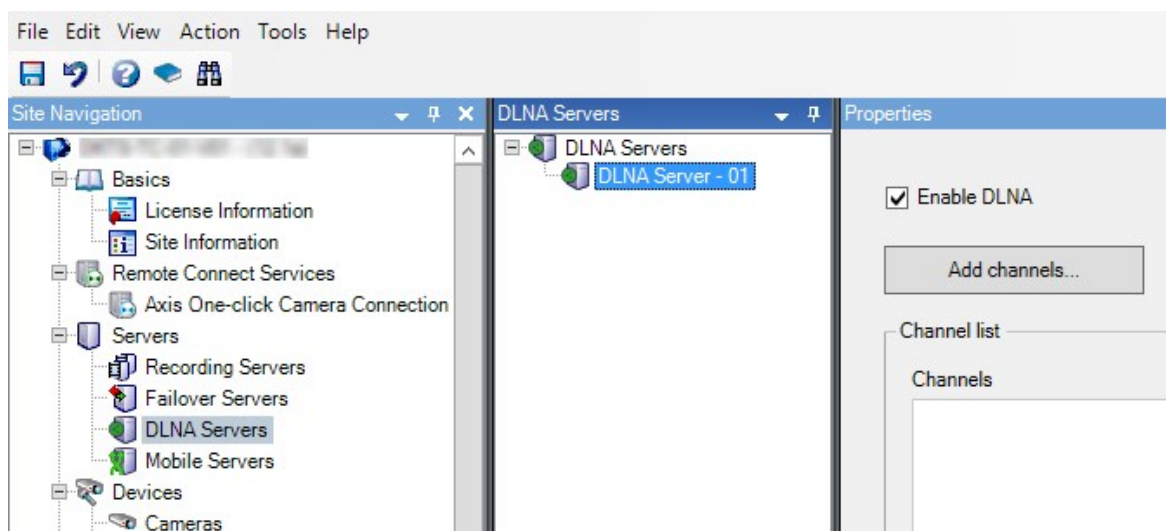 File Edit View Action Tools Help
Site Navigation
Basics
License Information
Site Information
Remote Connect Services
Axis One-click Camera Connection
Servers
Recording Servers
Failover Servers
DLNA Servers
Mobile Servers
Devices
Cameras
DLNA Servers
DLNA Servers
DLNA Server - 01
Properties
Enable DLNA
Add channels...
Channel list
Channels